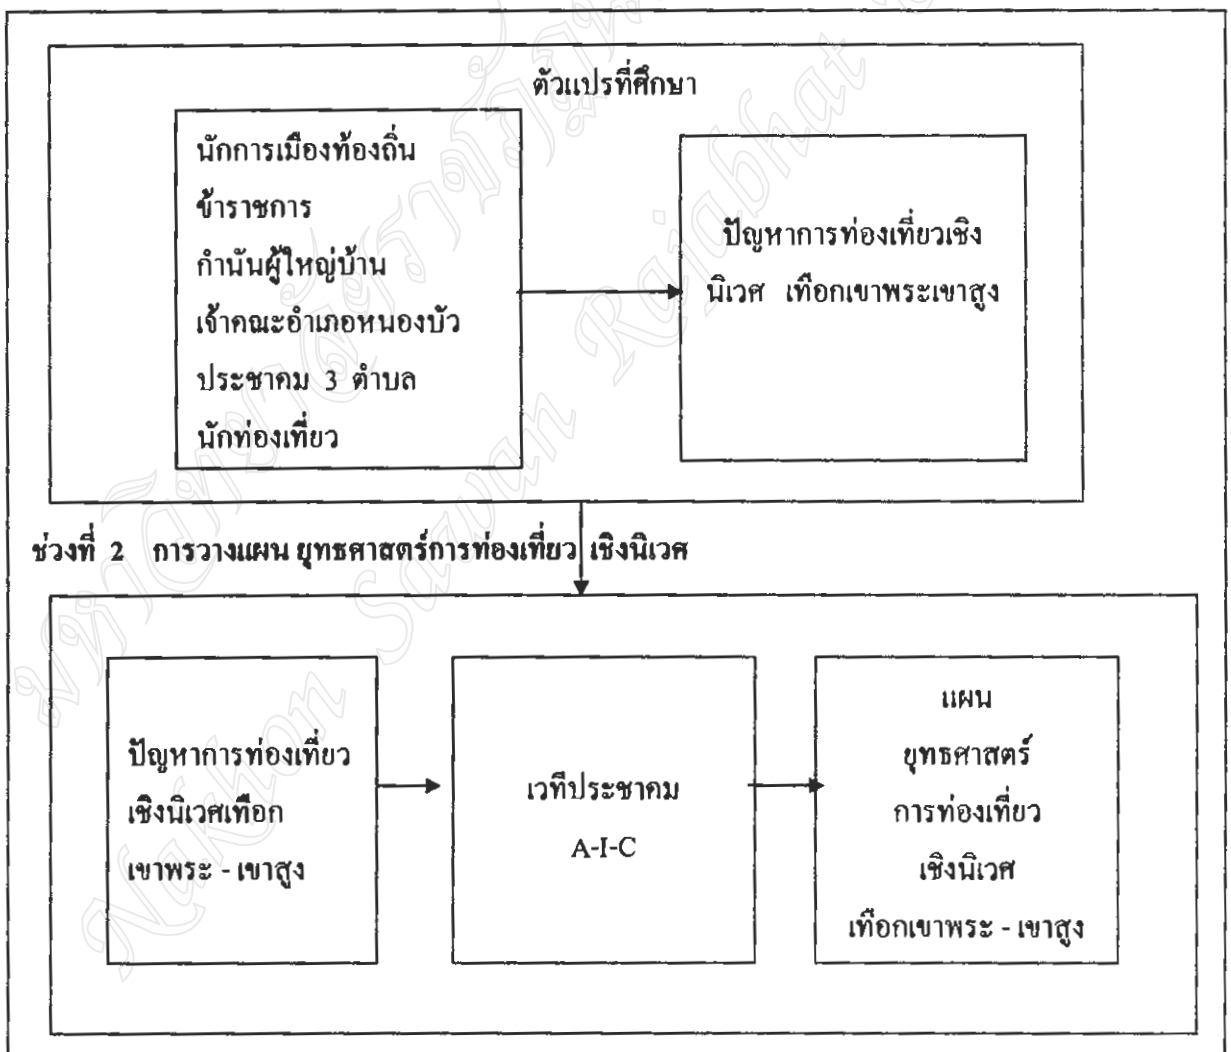 ตัวแปรที่ศึกษา
นักการเมืองท้องถิ่น
ข้าราชการ
กำนันผู้ใหญ่บ้าน
เจ้าคณะอำเภอหนองบัว
ประชาคม 3 ตำบล
นักท่องเที่ยว
ปัญหาการท่องเที่ยวเชิง
นิเวศ เทือกเขาพระเขาสูง
ช่วงที่ 2 การวางแผน ยุทธศาสตร์การท่องเที่ยว เชิงนิเวศ
ปัญหาการท่องเที่ยว
เชิงนิเวศเทือก
เขาพระ - เขาสูง
เวทีประชาคม
A-I-C
แผน
ยุทธศาสตร์
การท่องเที่ยว
เชิงนิเวศ
เทือกเขาพระ - เขาสูง
Nakhon Sawan Rajabhat